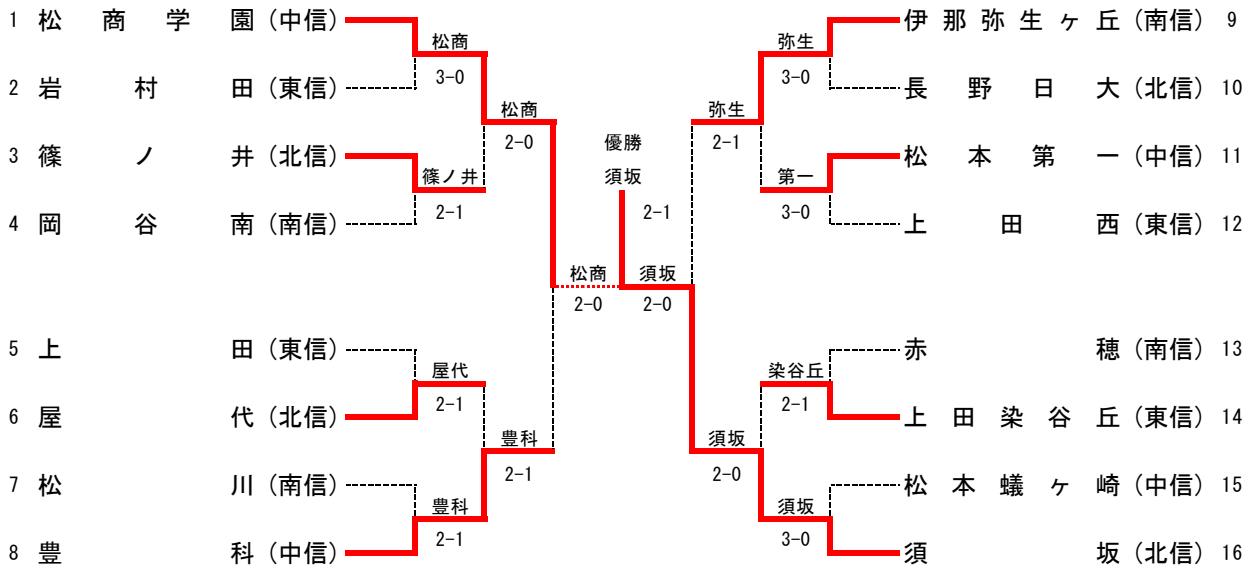 1 松商学園(中信)
松商
3-0
2 岩村田(東信)
松商
2-0
3 篠ノ井(北信)
篠ノ井
2-1
4 岡谷南(南信)
松商
2-0
5 上田(東信)
屋代
2-1
6 屋代(北信)
豊科
2-1
7 松川(南信)
豊科
2-1
8 豊科(中信)
優勝
須坂
2-1
須坂
2-0
伊那弥生ヶ丘(南信) 9
弥生
3-0
長野日大(北信) 10
弥生
2-1
松本第一(中信) 11
第一
3-0
上田西(東信) 12
赤穂(南信) 13
染谷丘
2-1
上田染谷丘(東信) 14
須坂
2-0
松本蟻ヶ崎(中信) 15
須坂
3-0
須坂(北信) 16